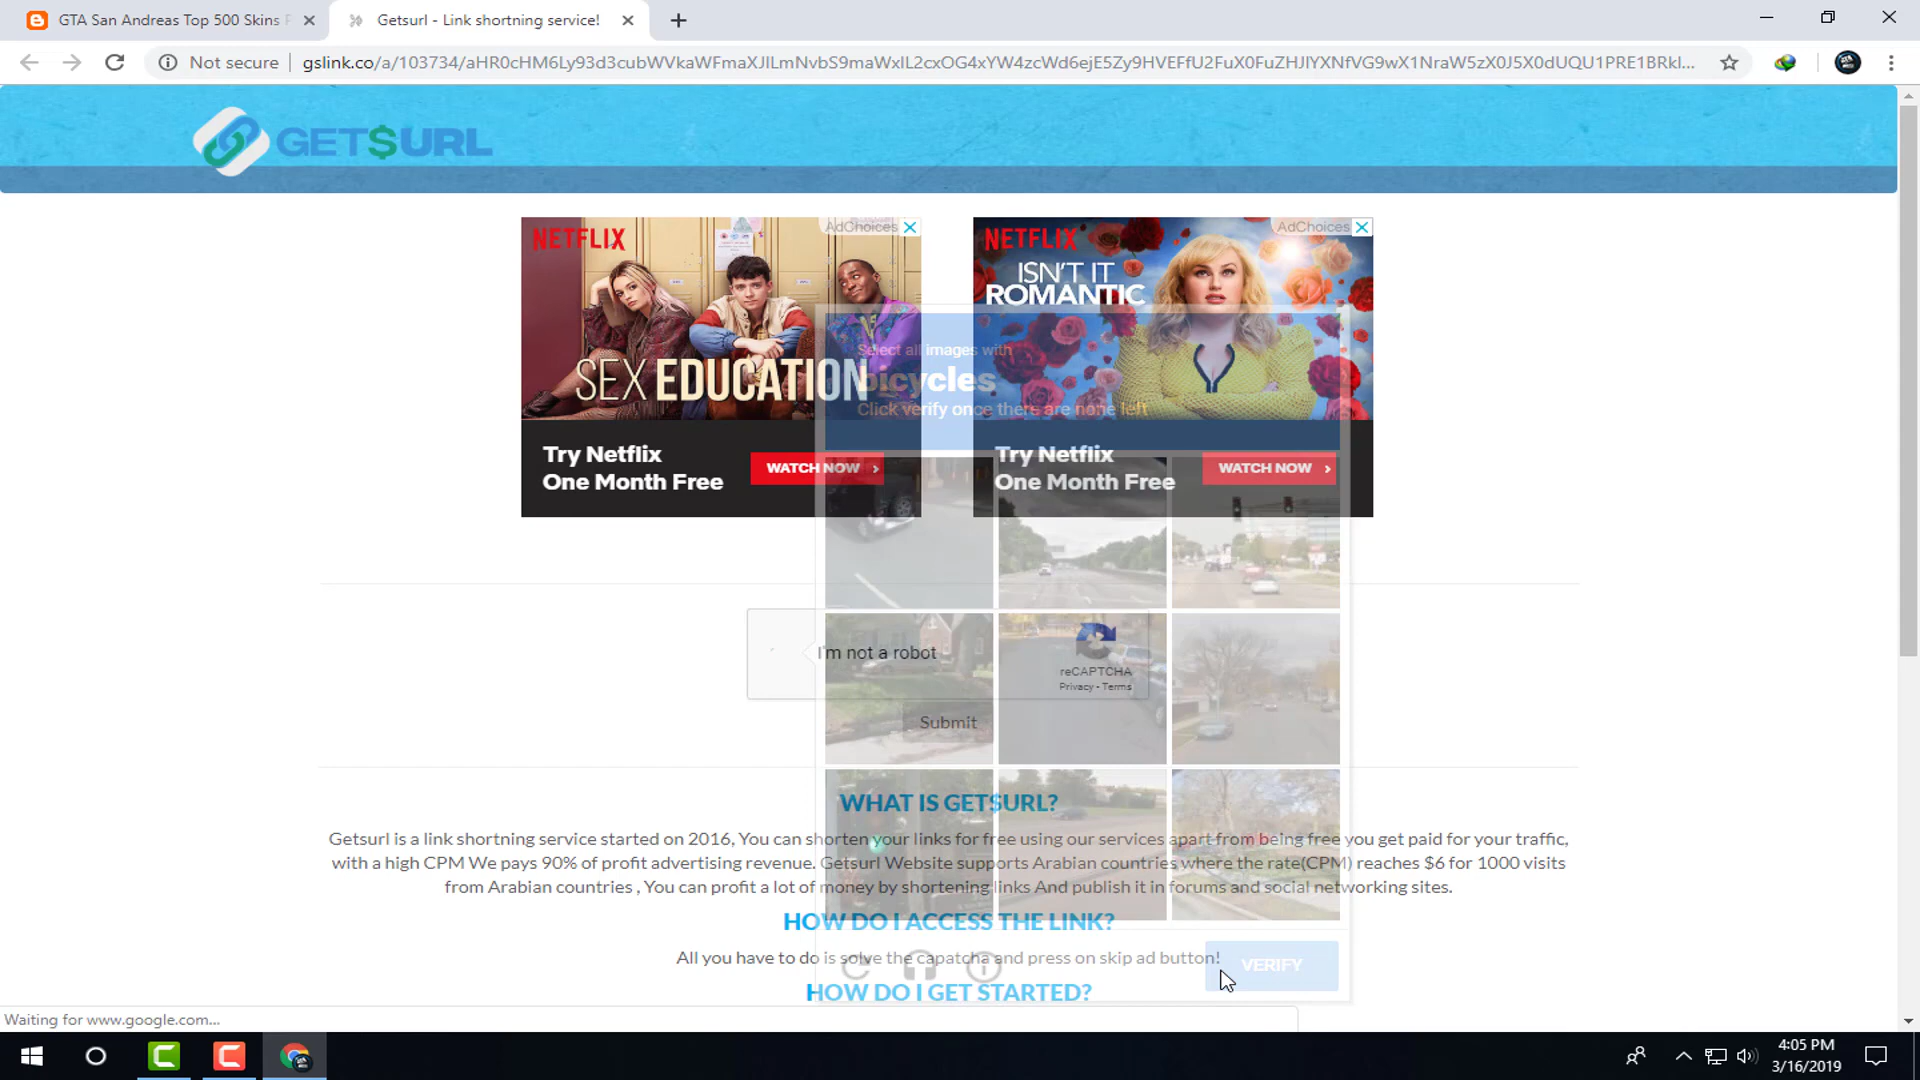 GTA San Andreas Top 500 Skins
Getsurl - Link shortning service!
Not secure
GET$URL
AdChoices
AdChoices
NETFLIX
NETFLIX
ISN'T IT
ROMANTIC
SEX EDUCATION
Select all images with
bicycles
Click verify once there are none left
Try Netflix
One Month Free
WATCH NOW
Try Netflix
One Month Free
WATCH NOW
I'm not a robot
reCAPTCHA
Privacy - Terms
Submit
WHAT IS GET$URL?
Getsurl is a link shortning service started on 2016, You can shorten your links for free using our services apart from being free you get paid for your traffic,
with a high CPM We pays 90% of profit advertising revenue. Getsurl Website supports Arabian countries where the rate(CPM) reaches $6 for 1000 visits
from Arabian countries , You can profit a lot of money by shortening links And publish it in forums and social networking sites.
HOW DO I ACCESS THE LINK?
All you have to do is solve the capatcha and press on skip ad button!
VERIFY
HOW DO I GET STARTED?
Waiting for www.google.com...
4:05 PM
3/16/2019